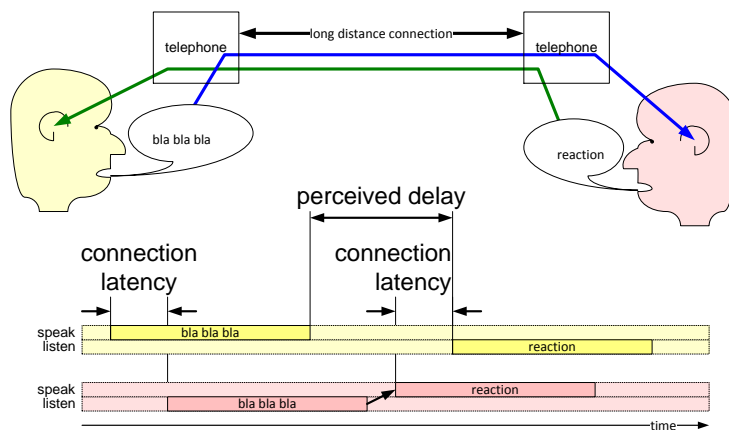 telephone
long distance connection
telephone
bla bla bla
reaction
perceived delay
connection
latency
connection
latency
speak
bla bla bla
listen
reaction
speak
reaction
listen
bla bla bla
time